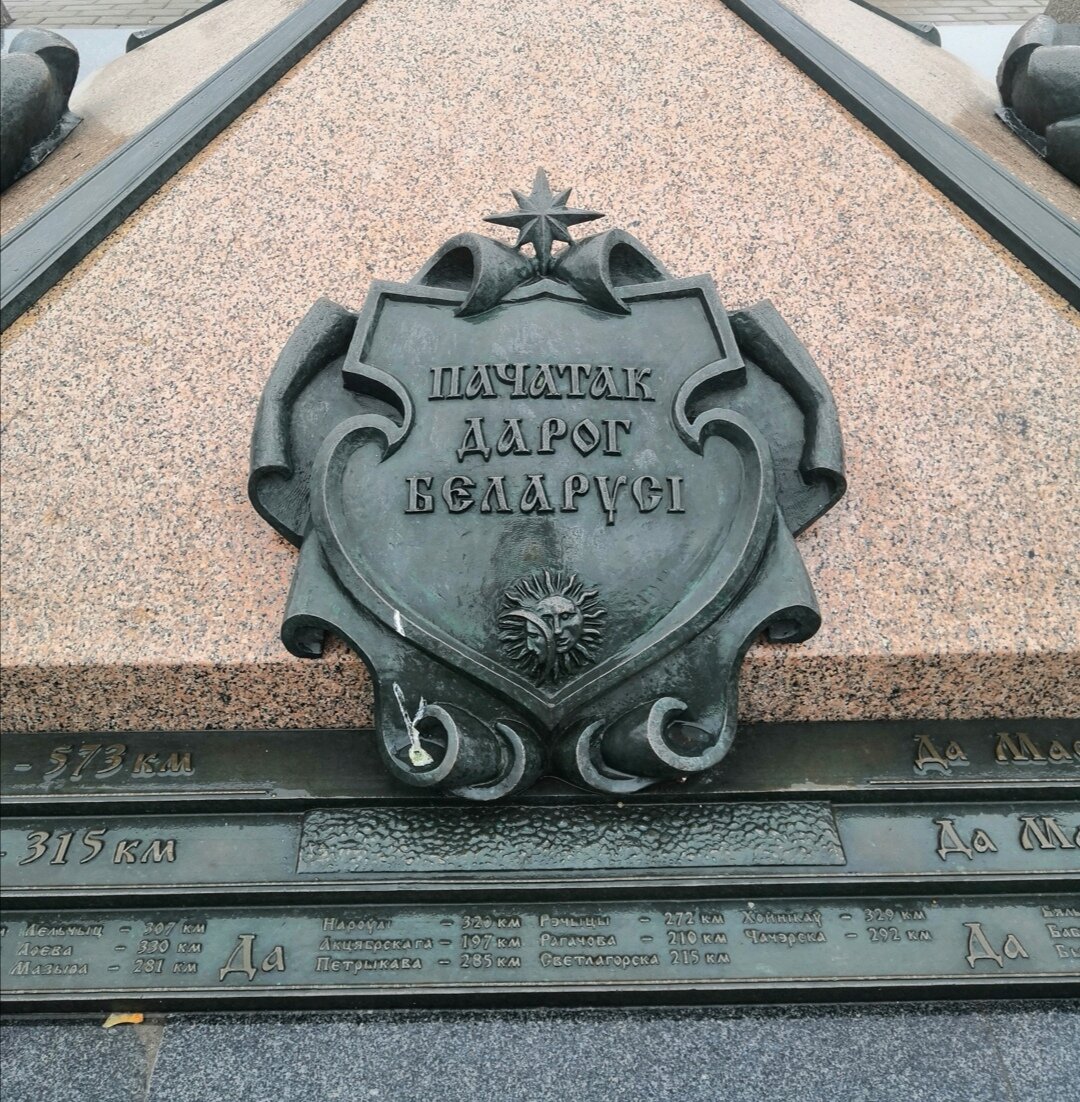 ПАЧАТАК
ДАРОГ
БЕЛАРУСІ
- 573 км
Да
- 315 км
Да
Лельчыц - 307 км
Лоева - 330 км
Мазыра - 281 км
Да
Нароўлі - 320 км
Акцябрскага - 197 км
Петрыкава - 285 км
Рэчыцы - 272 км
Рагачова - 210 км
Светлагорска 215 км
Хойнікаў - 329 км
Чачэрска - 292 км
Да